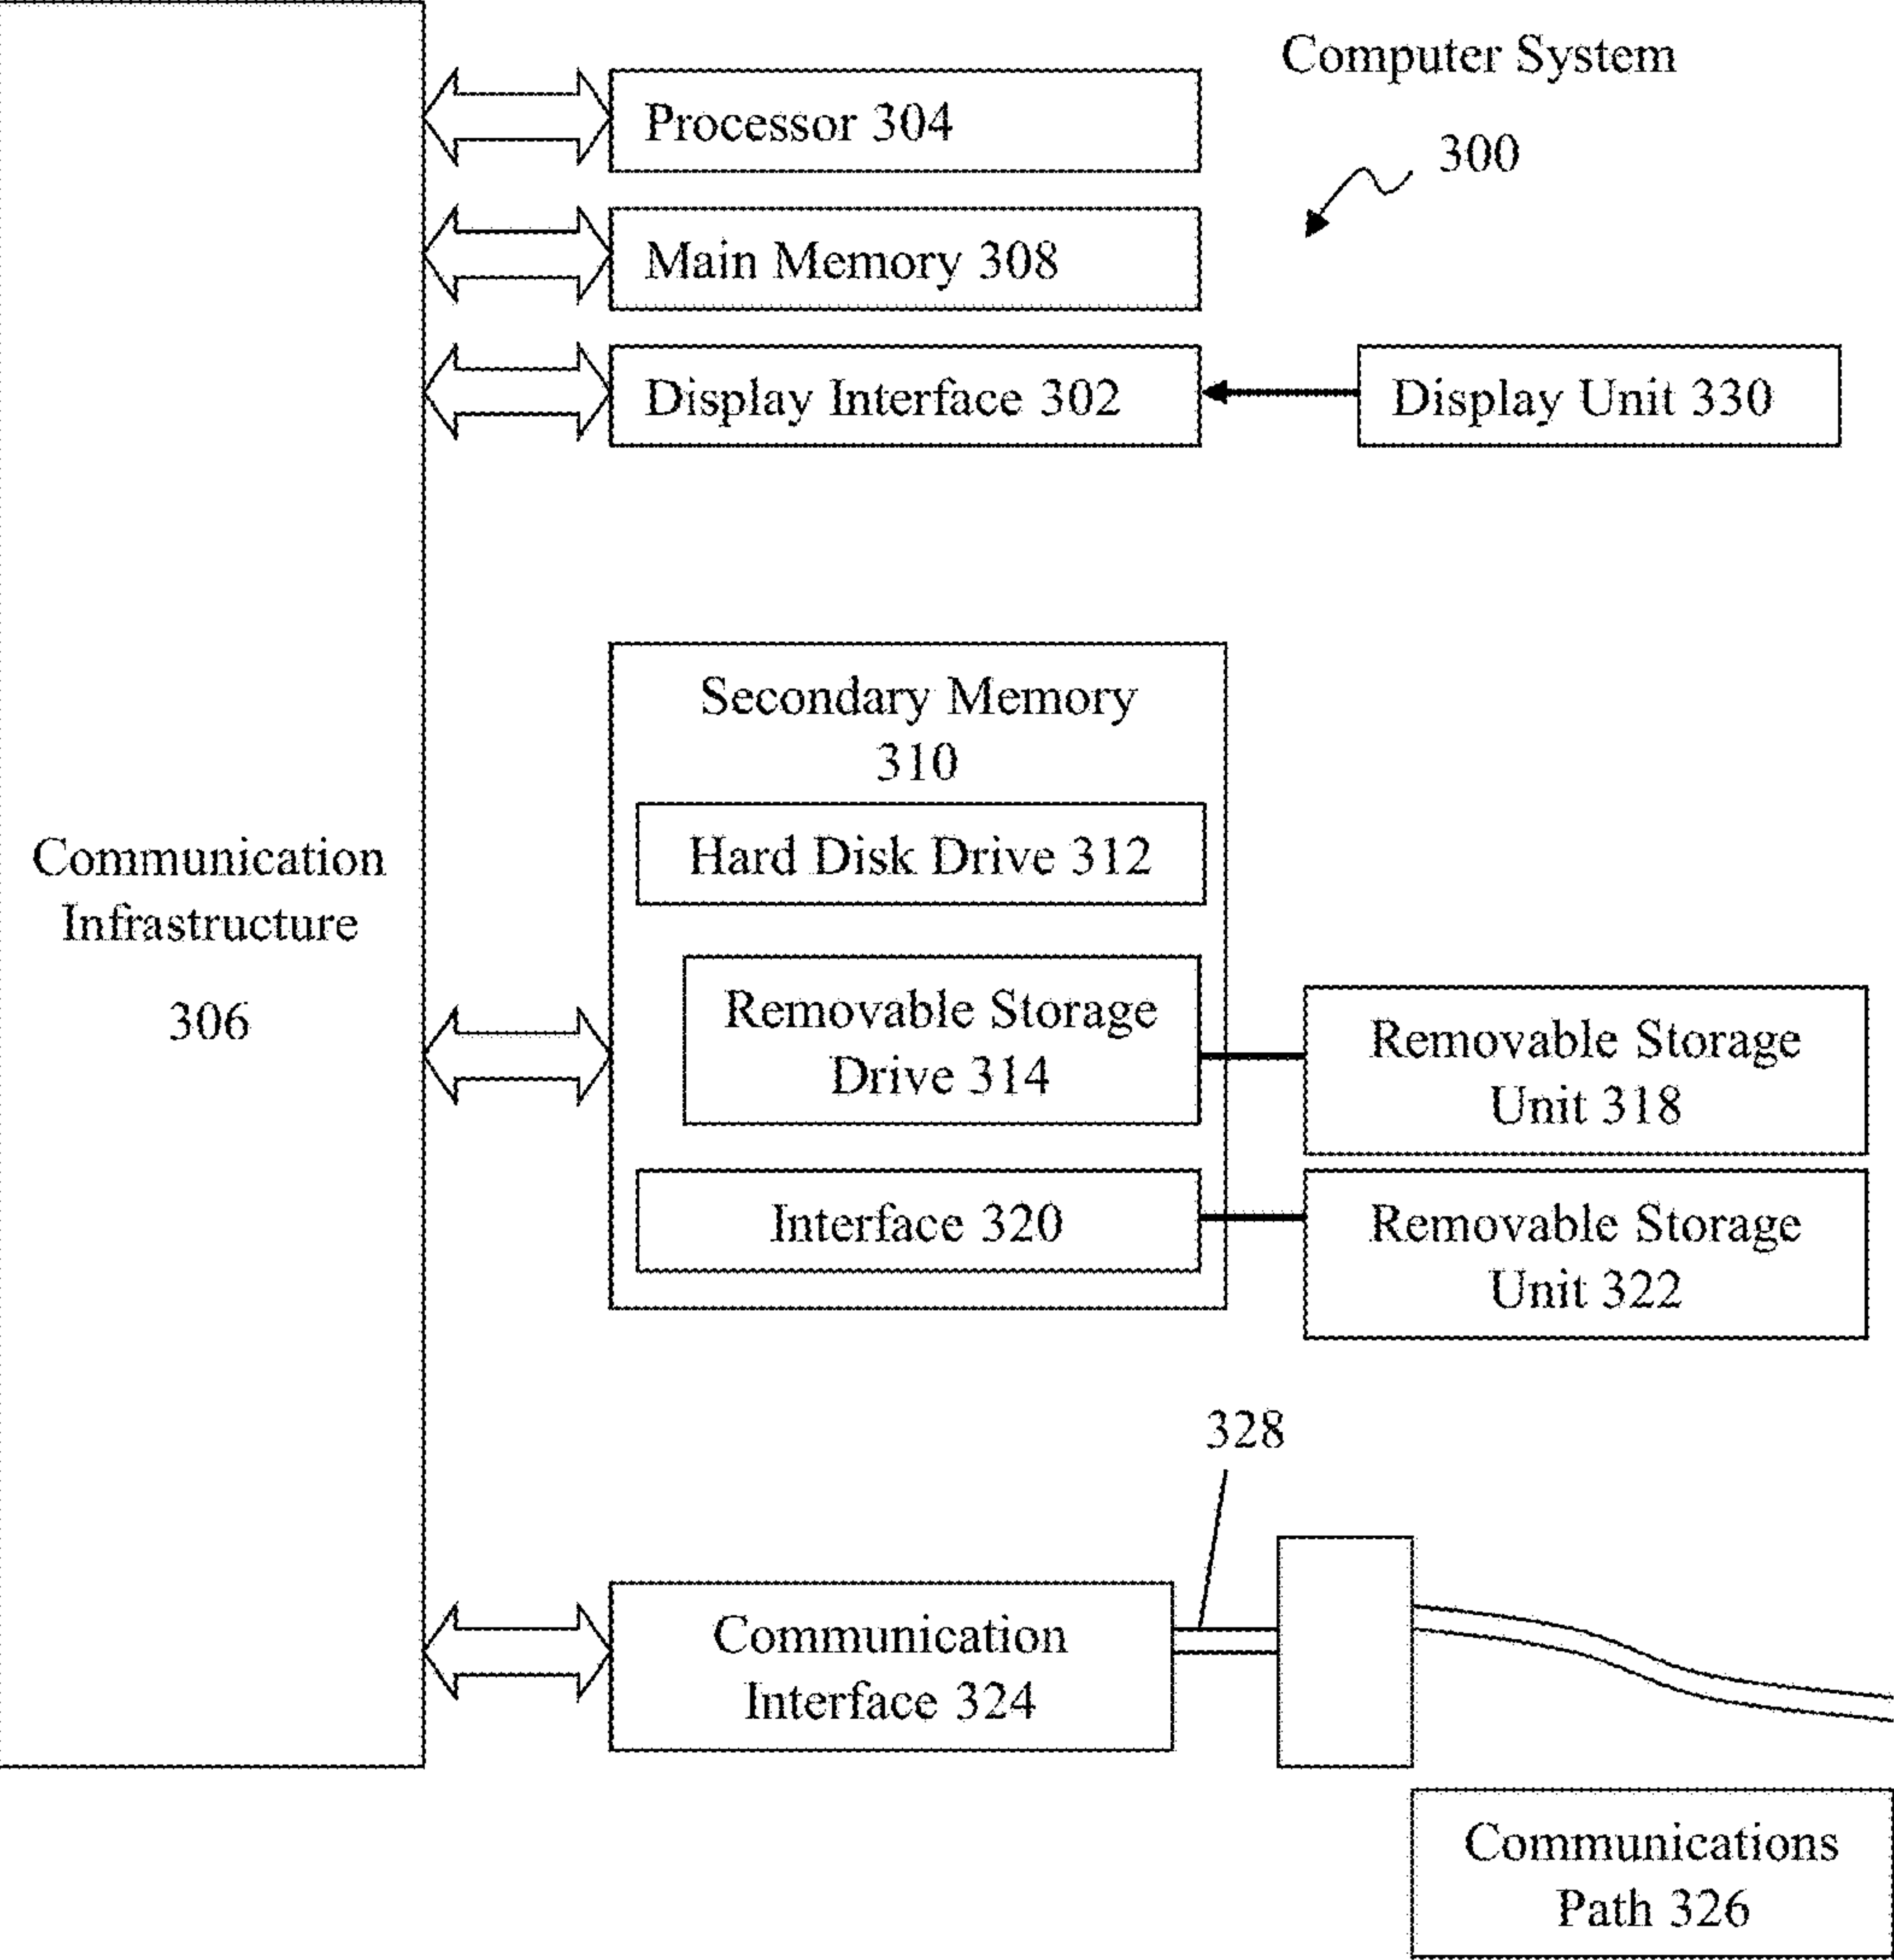 Computer System
300
Processor 304
Main Memory 308
Display Interface 302
Display Unit 330
Communication
Infrastructure
306
Secondary Memory
310
Hard Disk Drive 312
Removable Storage
Drive 314
Removable Storage
Unit 318
Interface 320
Removable Storage
Unit 322
328
Communication
Interface 324
Communications
Path 326